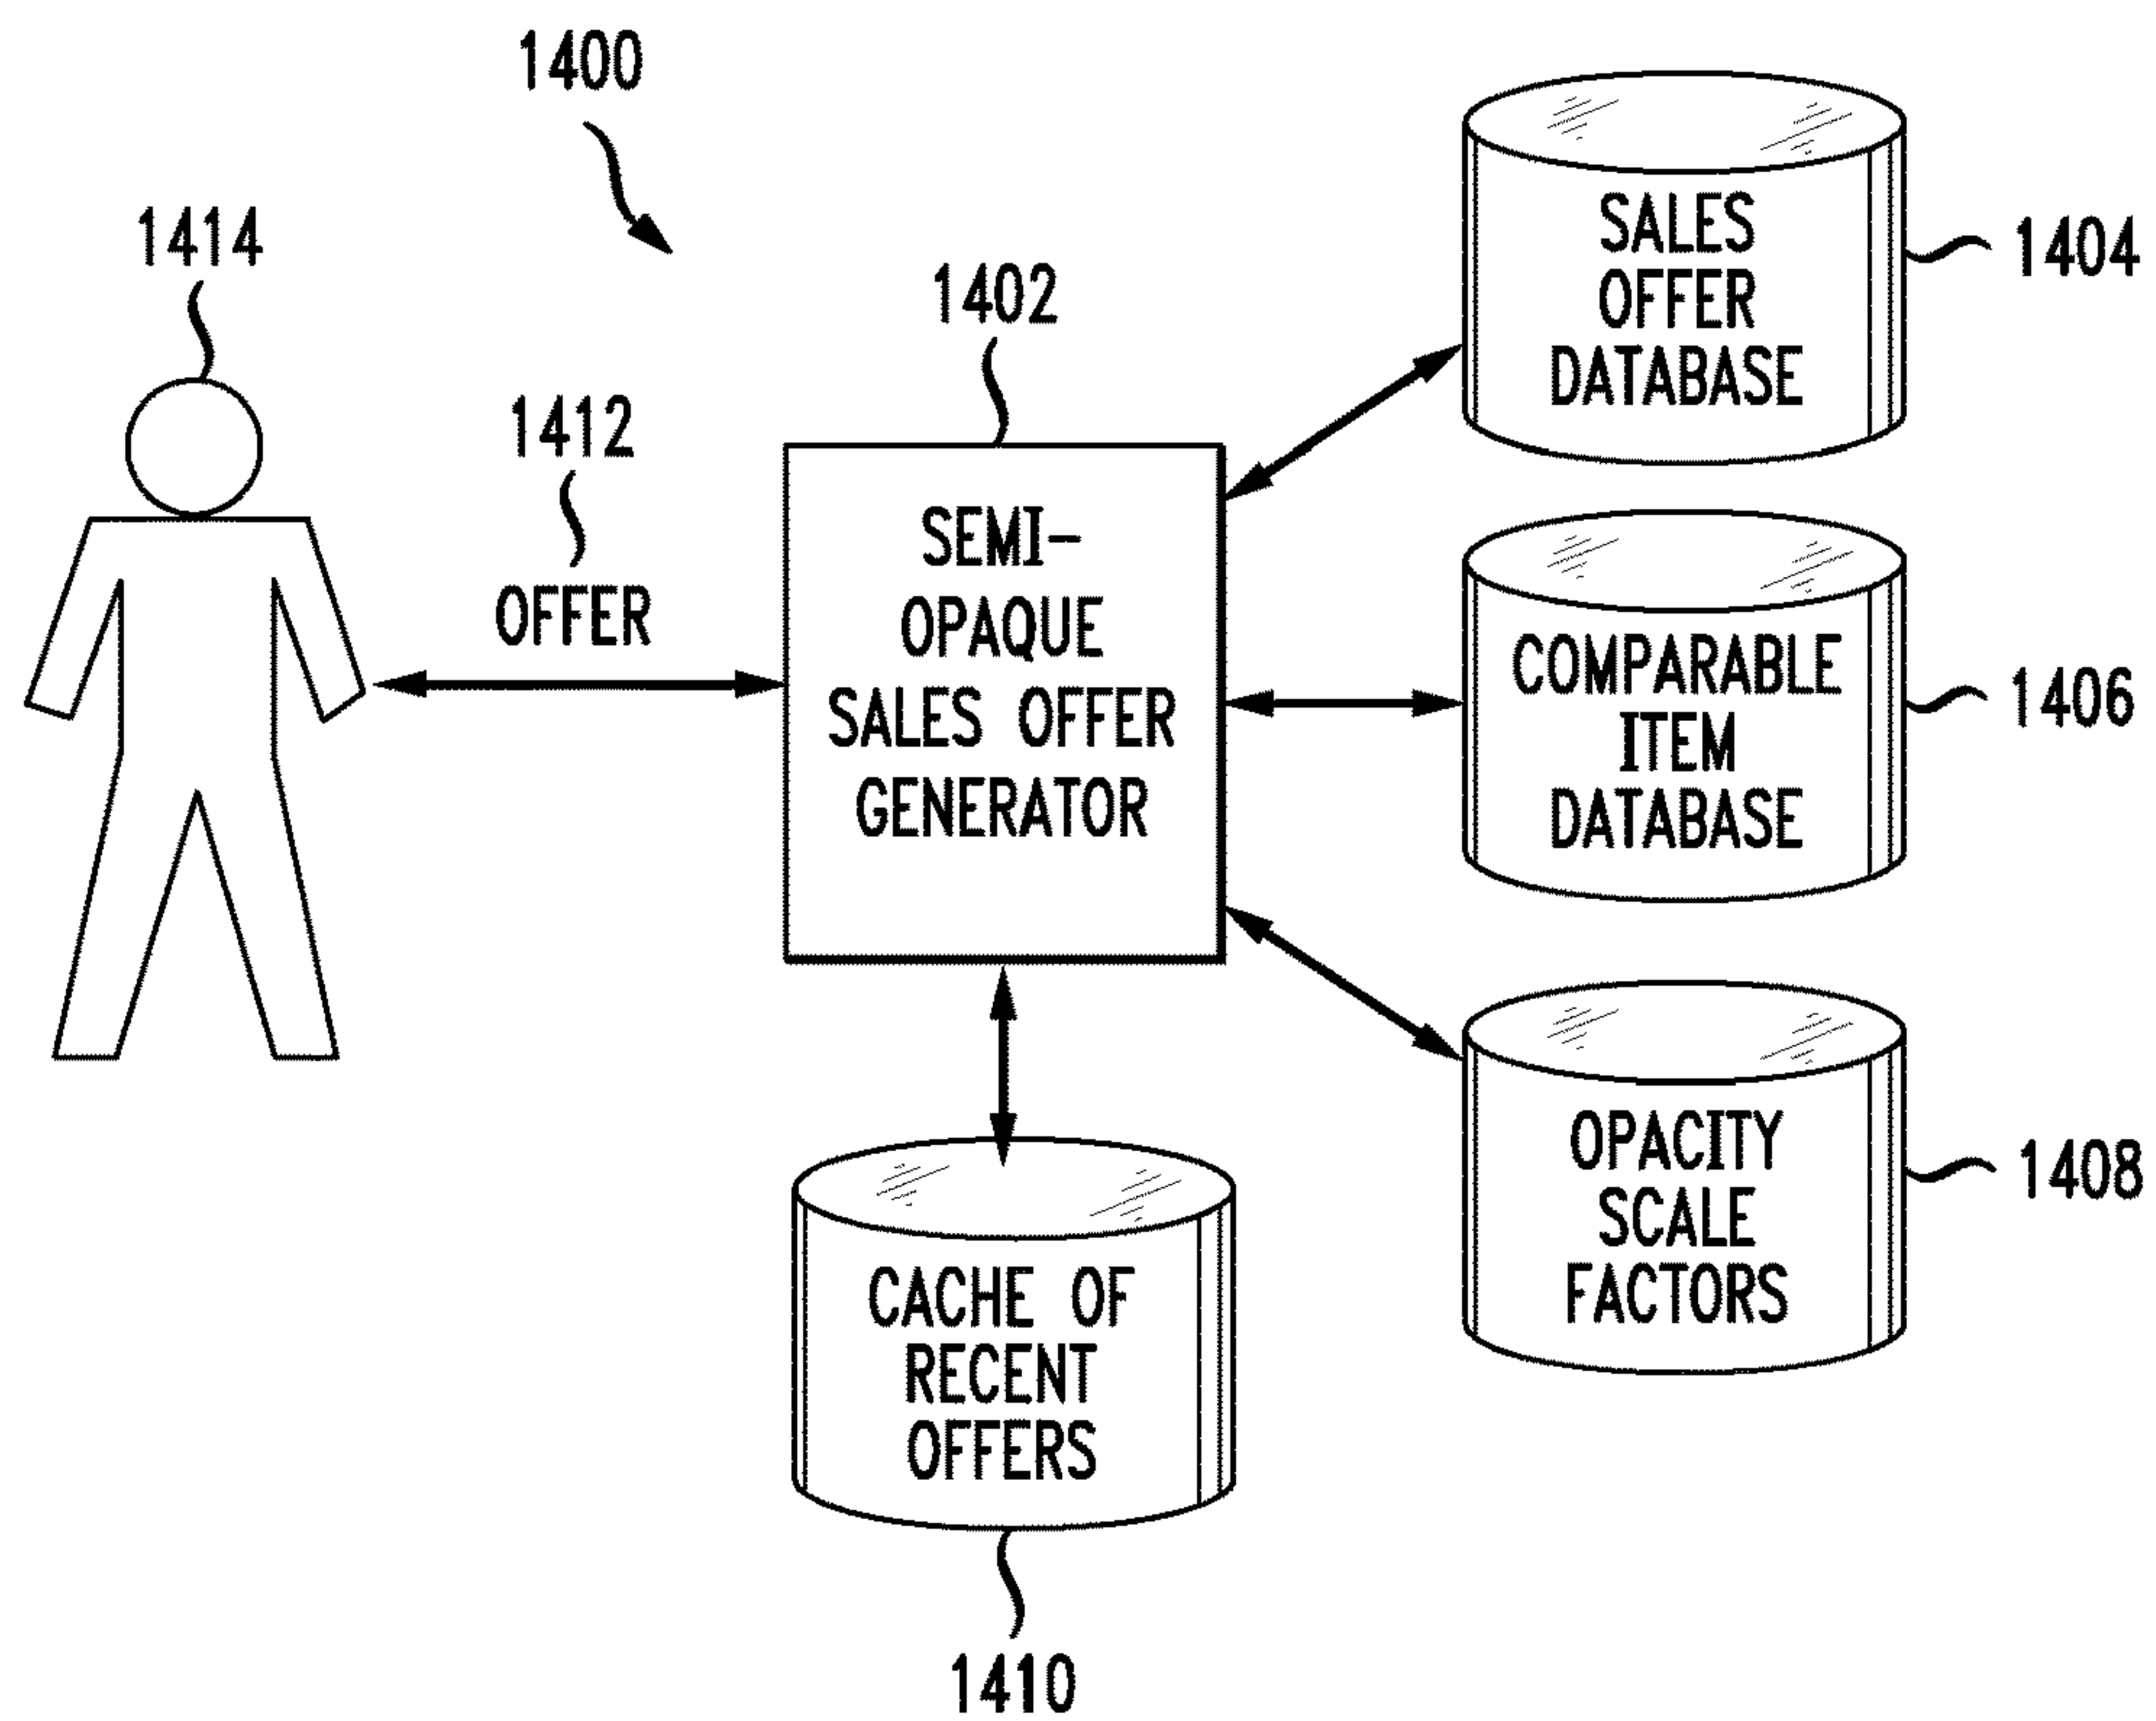 1400
1414
1412
OFFER
1402
SEMI-
OPAQUE
SALES OFFER
GENERATOR
SALES
OFFER
DATABASE
1404
COMPARABLE
ITEM
DATABASE
1406
OPACITY
SCALE
FACTORS
1408
CACHE OF
RECENT
OFFERS
1410